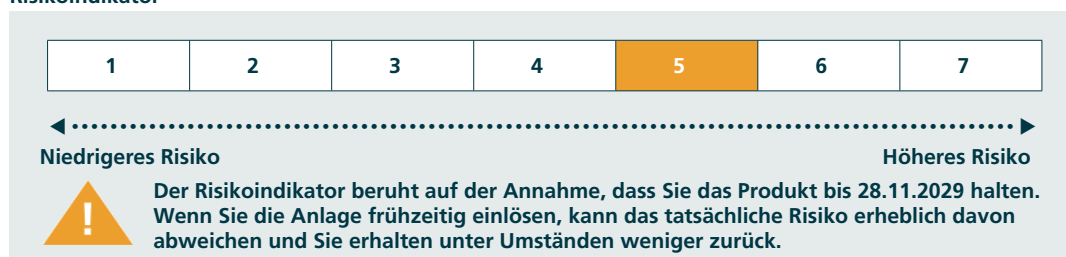 Risikoindikator
1 2 3 4 5 6 7
Niedrigeres Risiko Höheres Risiko
Der Risikoindikator beruht auf der Annahme, dass Sie das Produkt bis 28.11.2029 halten.
Wenn Sie die Anlage frühzeitig einlösen, kann das tatsächliche Risiko erheblich davon
abweichen und Sie erhalten unter Umständen weniger zurück.
!